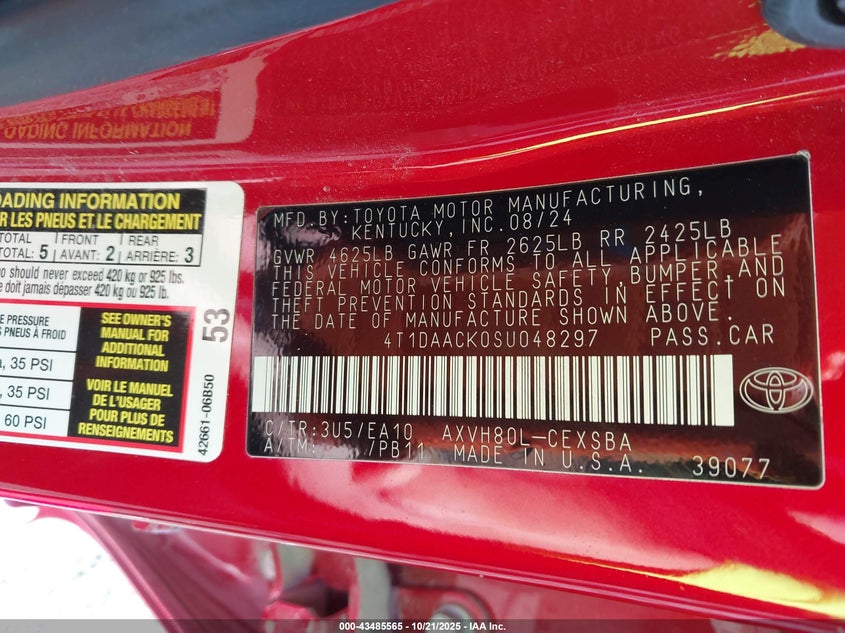 LOADING INFORMATION
OADING INFORMATION
R LES PNEUS ET LE CHARGEMENT
TOTAL 5 FRONT 2 REAR 3
TOTAL: AVANT: ARRIÈRE:
o should never exceed 420 kg or 925 lbs.
e doit jamais dépasser 420 kg ou 925 lb.
E PRESSURE
S PNEUS À FROID
a, 35 PSI
, 35 PSI
60 PSI
SEE OWNER'S
MANUAL FOR
ADDITIONAL
INFORMATION
VOIR LE MANUEL
DE L'USAGER
POUR PLUS DE
RENSEIGNEMENTS
42661-06B50
53
MFD.BY:TOYOTA MOTOR MANUFACTURING,
KENTUCKY, INC.08/24
GVWR 4625LB GAWR FR 2625LB RR 2425LB
THIS VEHICLE CONFORMS TO ALL APPLICABLE
FEDERAL MOTOR VEHICLE SAFETY,BUMPER,AND
THEFT PREVENTION STANDARDS IN EFFECT ON
THE DATE OF MANUFACTURE SHOWN ABOVE.
4T1DAACK0SU048297 PASS.CAR
C/TR:3U5/EA10 AXVH80L-CEXSBA
A/TM: /PB11 MADE IN U.S.A. 39077
000-43485565 - 10/21/2025 - IAA Inc.